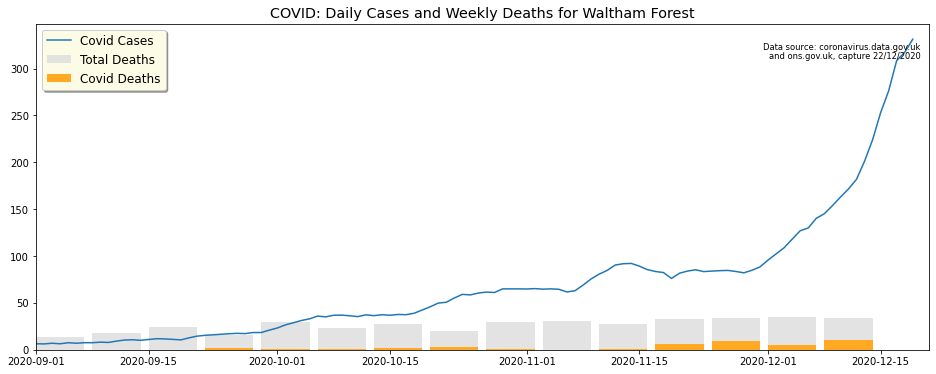 COVID: Daily Cases and Weekly Deaths for Waltham Forest
Covid Cases
Total Deaths
Covid Deaths
Data source: coronavirus.data.gov.uk
and ons.gov.uk, capture 22/12/2020
300
250
200
150
100
50
0
2020-09-01 2020-09-15 2020-10-01 2020-10-15 2020-11-01 2020-11-15 2020-12-01 2020-12-15